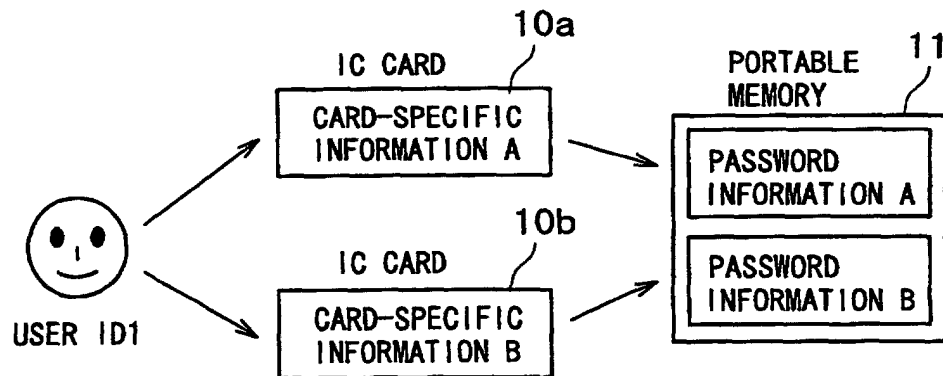 10a
IC CARD
CARD-SPECIFIC
INFORMATION A
11
PORTABLE
MEMORY
PASSWORD
INFORMATION A
10b
IC CARD
CARD-SPECIFIC
INFORMATION B
PASSWORD
INFORMATION B
USER ID1